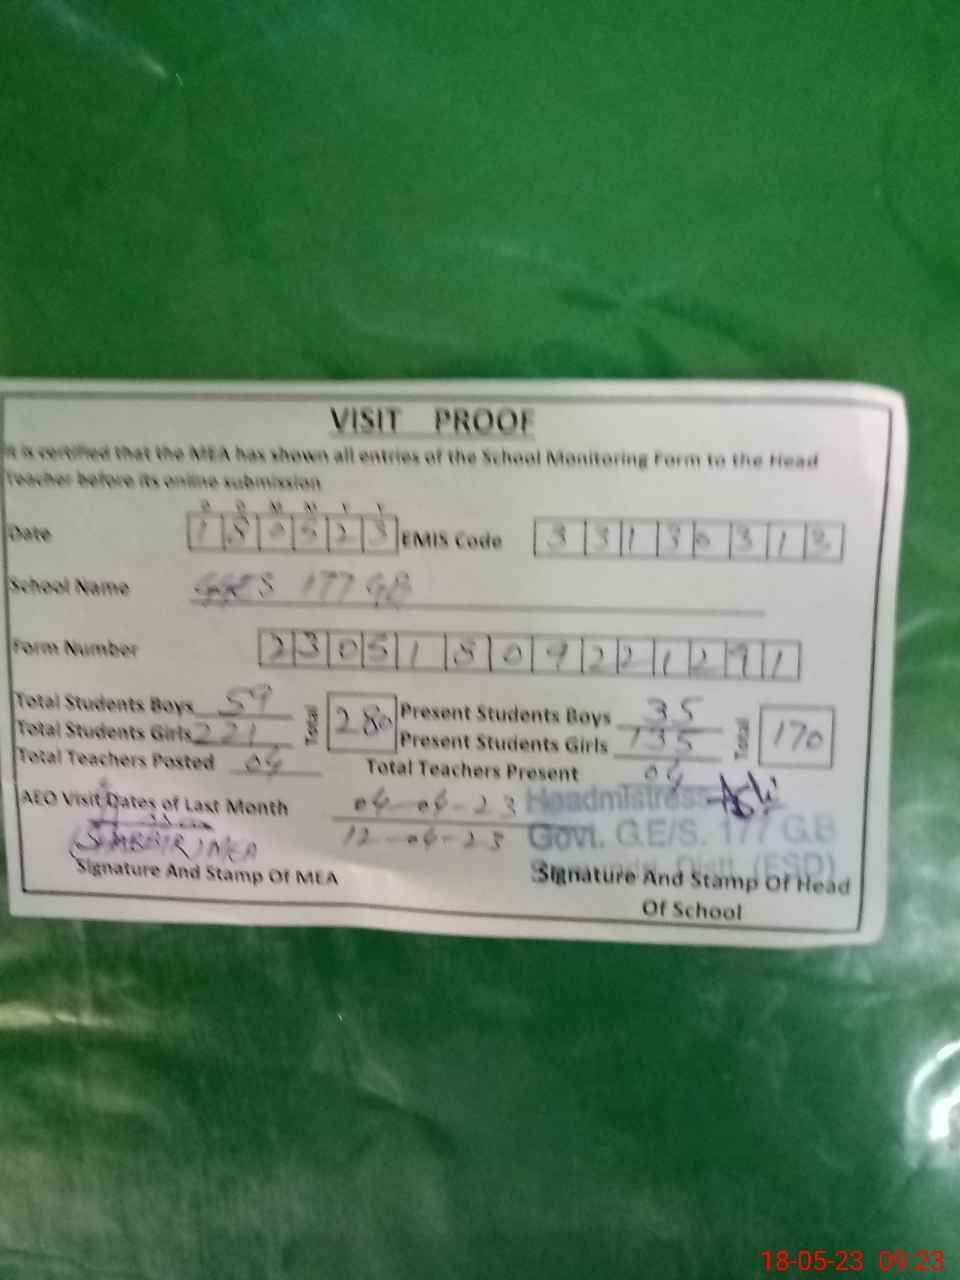 VISIT PROOF
It is certified that the MEA has shown all entries of the School Monitoring Form to the Head
Teacher before its online submission
D D M M Y Y
Date 1 8 0 5 2 3 EMIS Code 3 3 1 3 0 3 1 3
School Name GGES 177 GB
Form Number 2 3 0 5 1 8 0 9 2 2 1 2 9 1
Total Students Boys 59 Total 280 Present Students Boys 35 Total 170
Total Students Girls 221 Present Students Girls 135
Total Teachers Posted 04 Total Teachers Present 04
AEO Visit Dates of Last Month 04-04-23 Headmistress
12-04-23 Govt. G.E/S. 177 G.B
MEA Distt. (FSD)
Signature And Stamp Of MEA Signature And Stamp Of Head
Of School
18-05-23 09:23